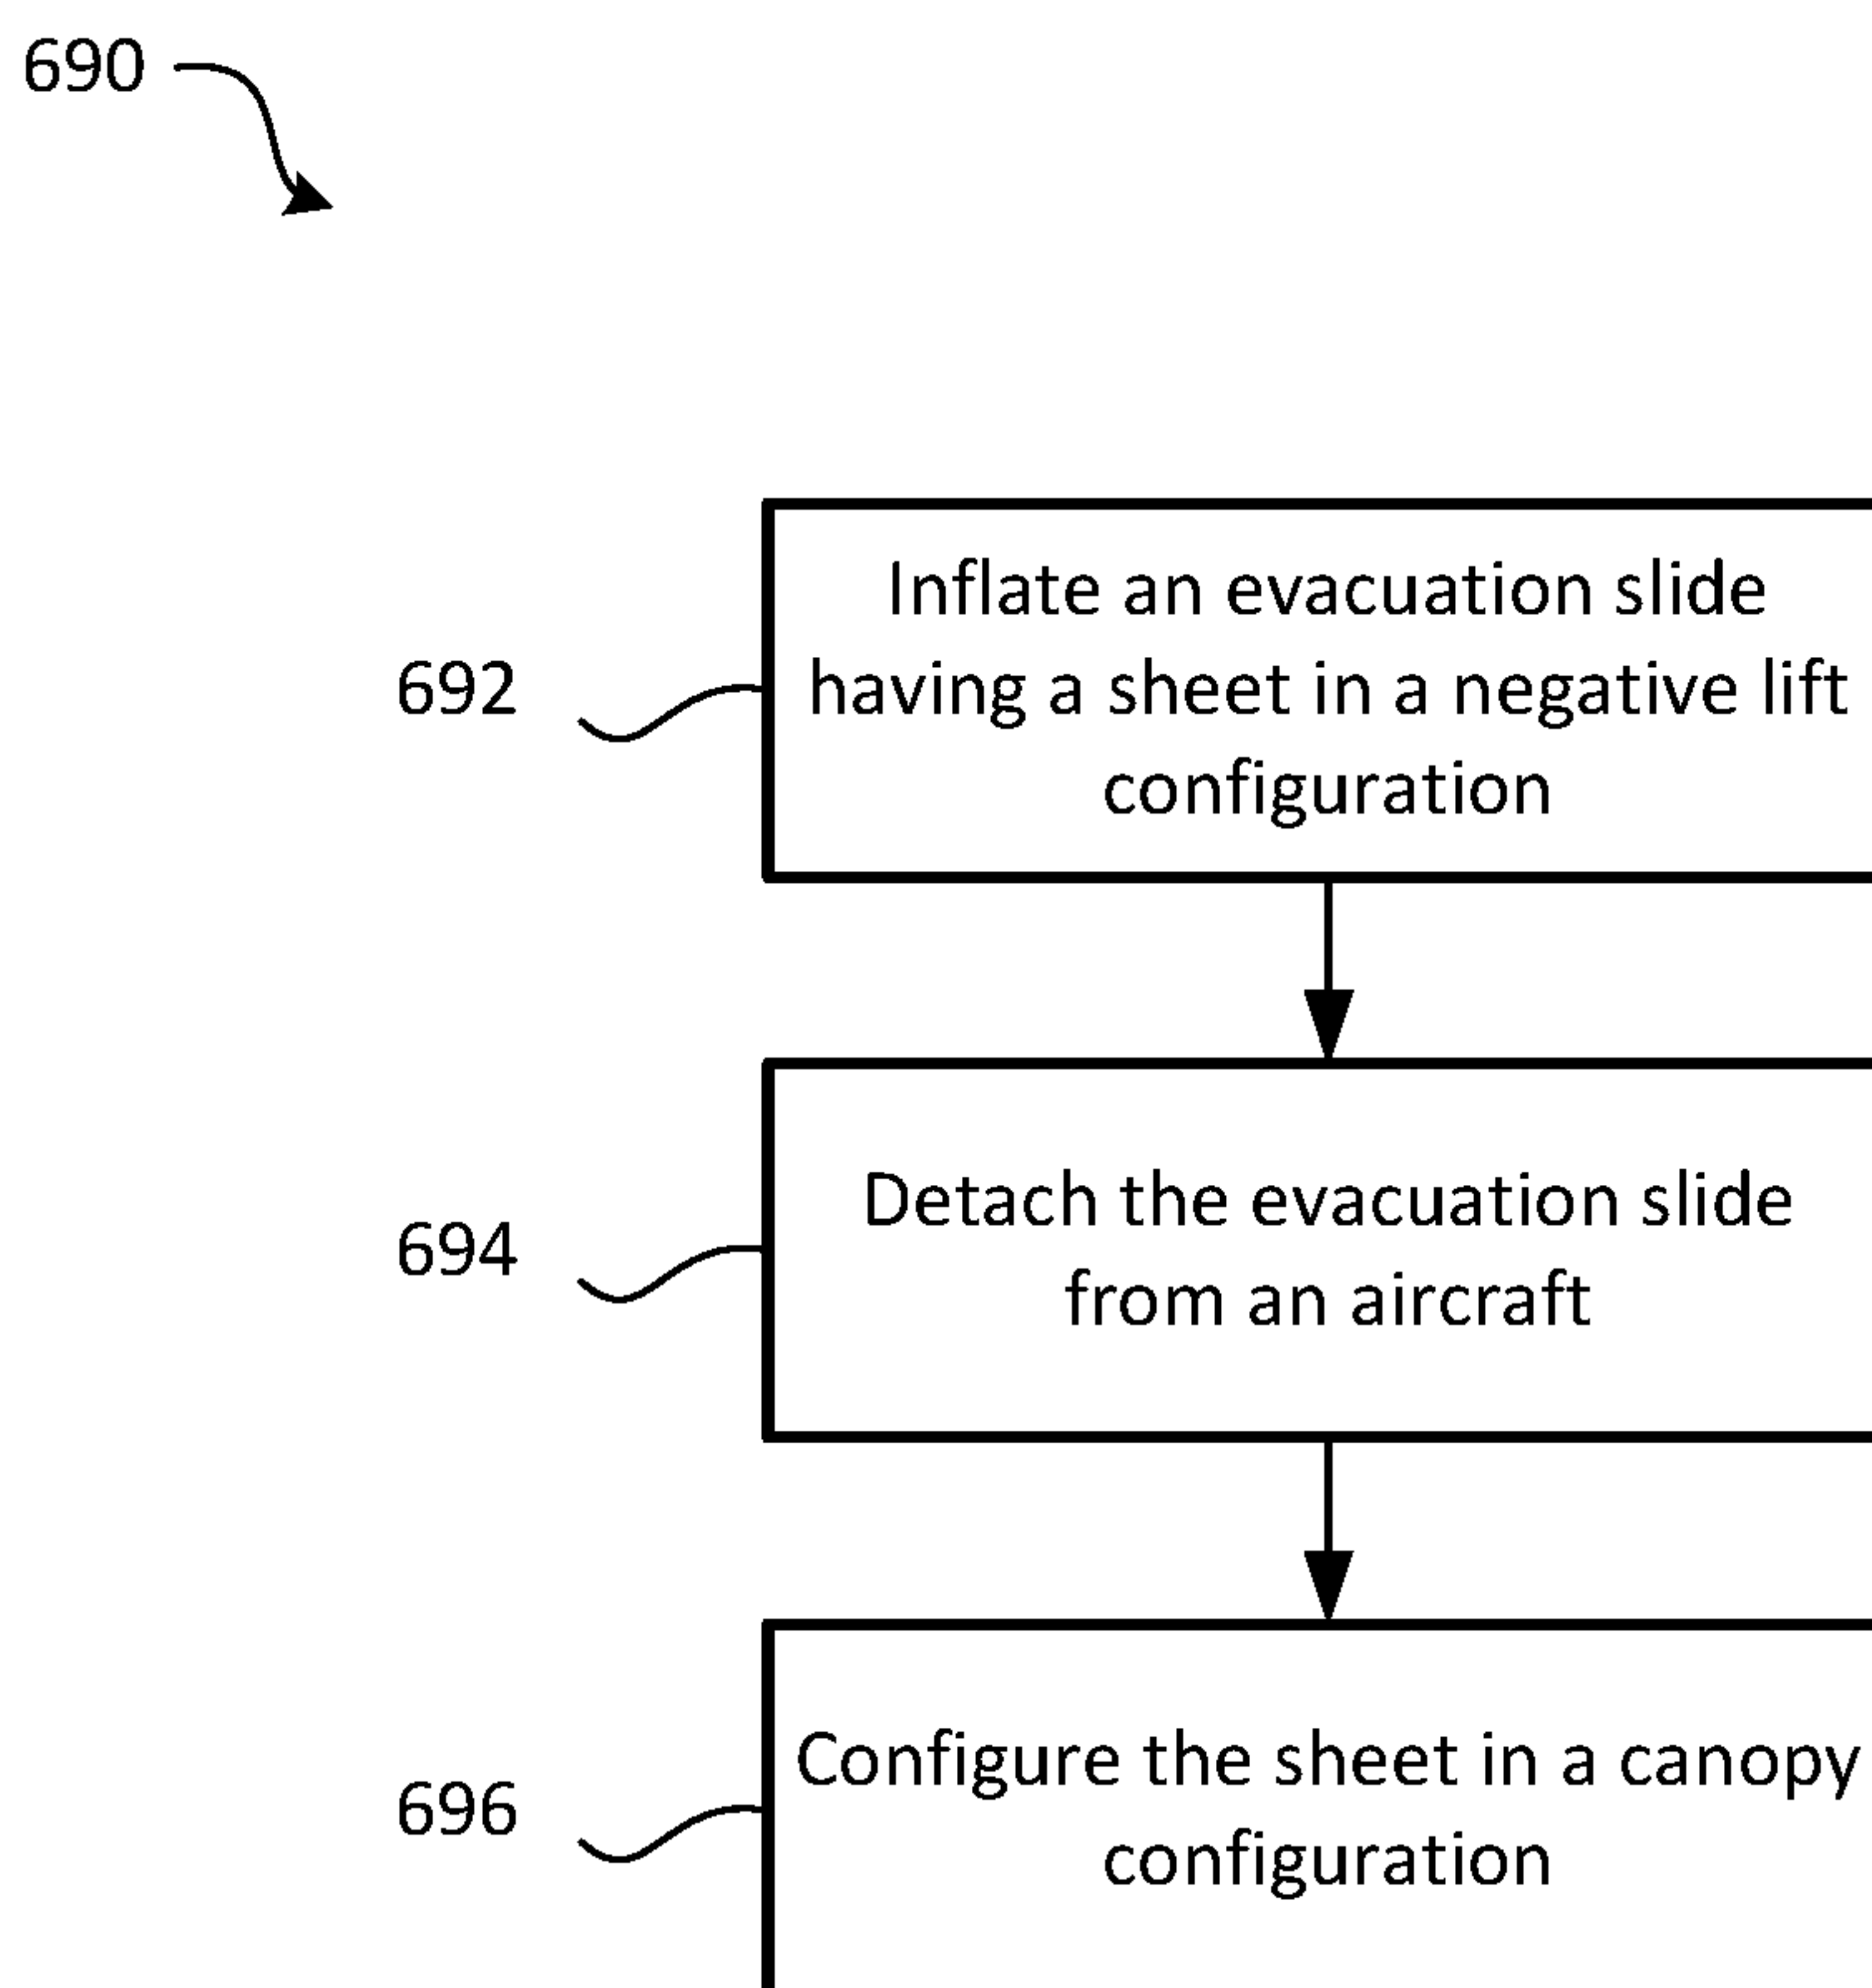 690
692
Inflate an evacuation slide
having a sheet in a negative lift
configuration
694
Detach the evacuation slide
from an aircraft
696
Configure the sheet in a canopy
configuration